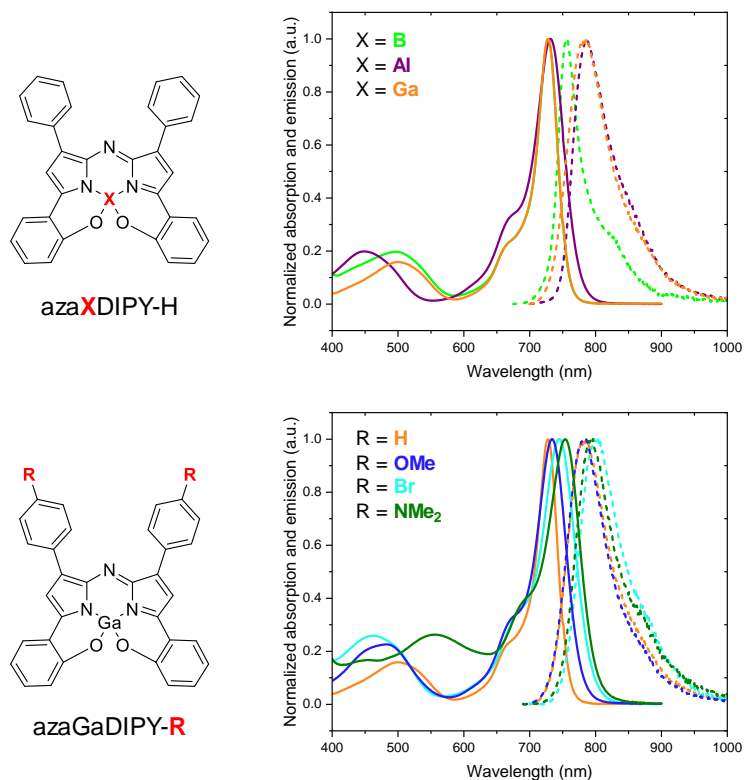 N
N
X
N
O
O
azaXDIPY-H
Normalized absorption and emission (a.u.)
1.0
0.8
0.6
0.4
0.2
0.0
X = B
X = Al
X = Ga
400 500 600 700 800 900 1000
Wavelength (nm)
R
R
N
N
Ga
N
O
O
azaGaDIPY-R
Normalized absorption and emission (a.u.)
1.0
0.8
0.6
0.4
0.2
0.0
R = H
R = OMe
R = Br
R = NMe₂
400 500 600 700 800 900 1000
Wavelength (nm)